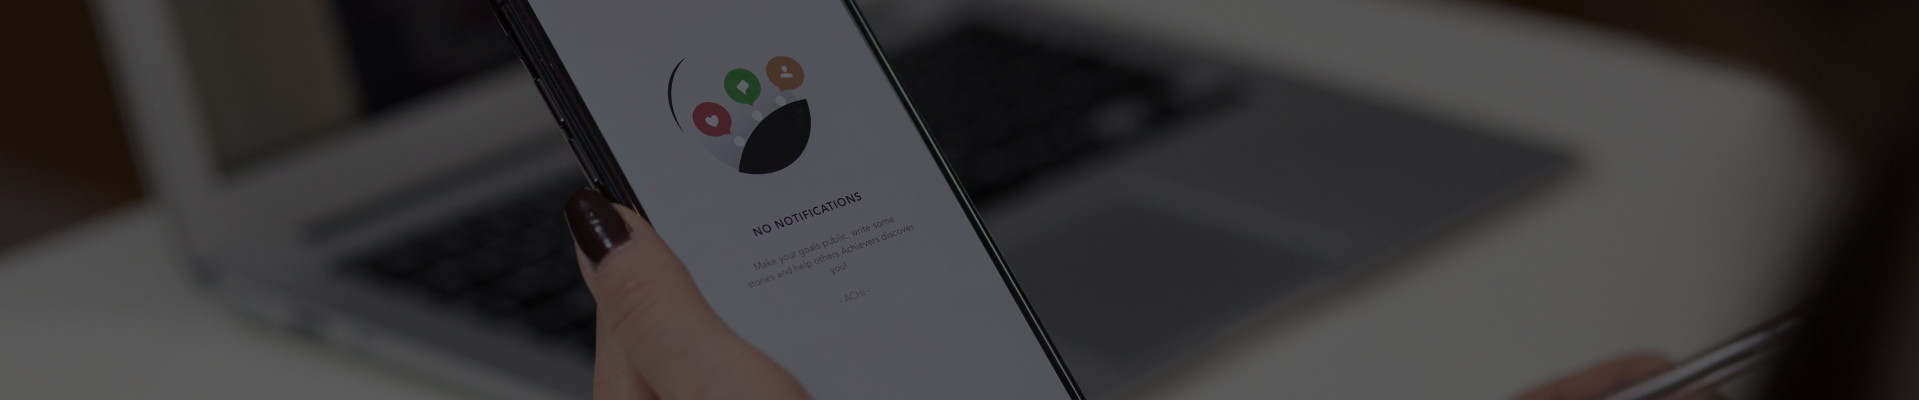 NO NOTIFICATIONS
Make your goals public, write some
stories and help others Achievers discover
you!
- ACHI -